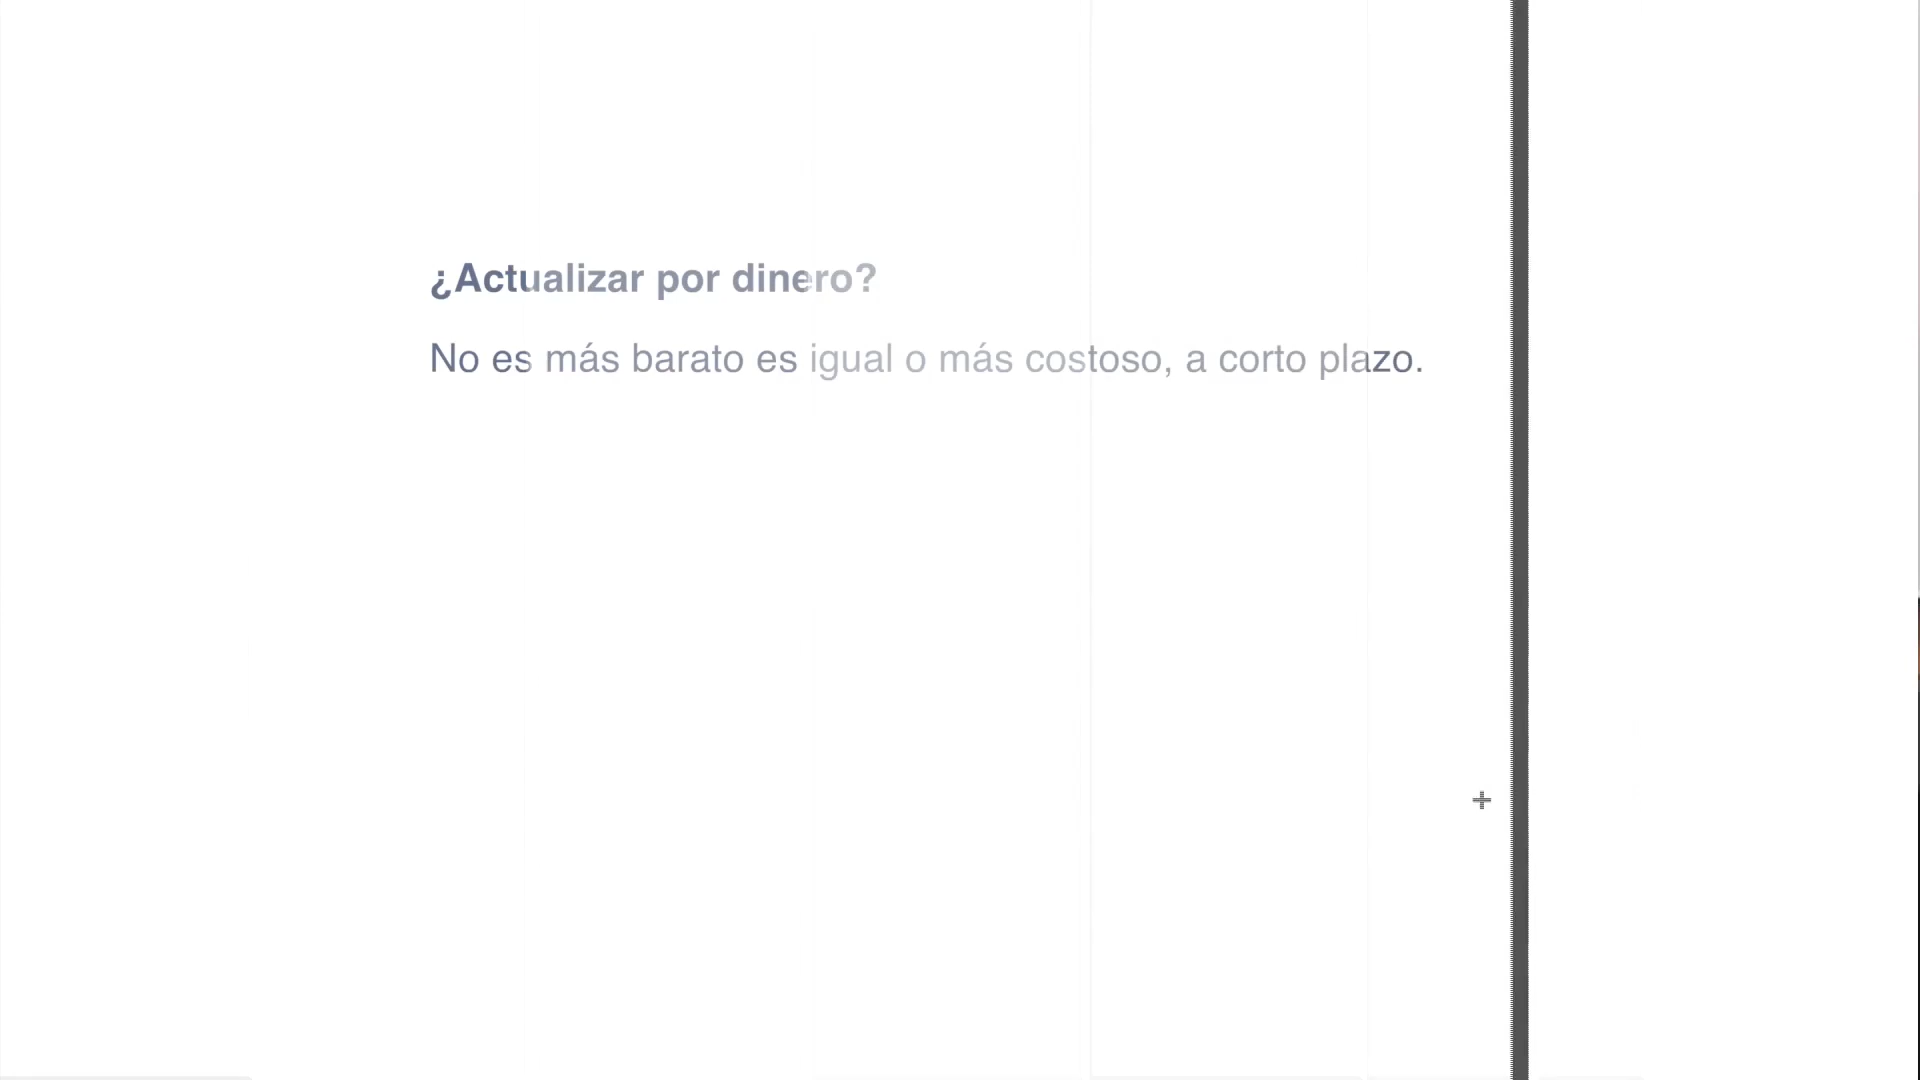 ¿Actualizar por dinero?
No es más barato es igual o más costoso, a corto plazo.